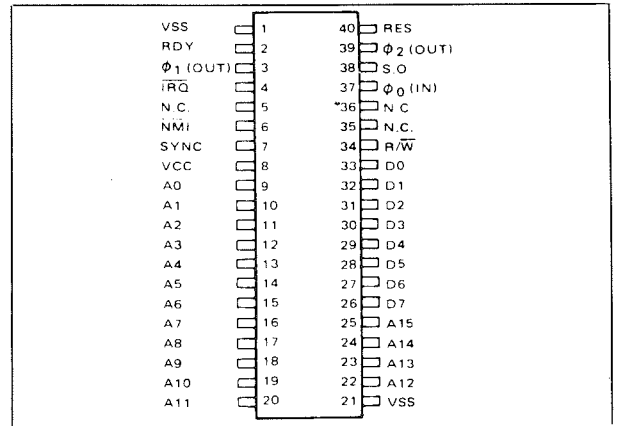 VSS 1 40 RES
RDY 2 39 ϕ2 (OUT)
ϕ1 (OUT) 3 38 S.O
I̅R̅Q̅ 4 37 ϕ0 (IN)
N.C. 5 *36 N.C
N̅M̅I̅ 6 35 N.C.
SYNC 7 34 R/W̅
VCC 8 33 D0
A0 9 32 D1
A1 10 31 D2
A2 11 30 D3
A3 12 29 D4
A4 13 28 D5
A5 14 27 D6
A6 15 26 D7
A7 16 25 A15
A8 17 24 A14
A9 18 23 A13
A10 19 22 A12
A11 20 21 VSS